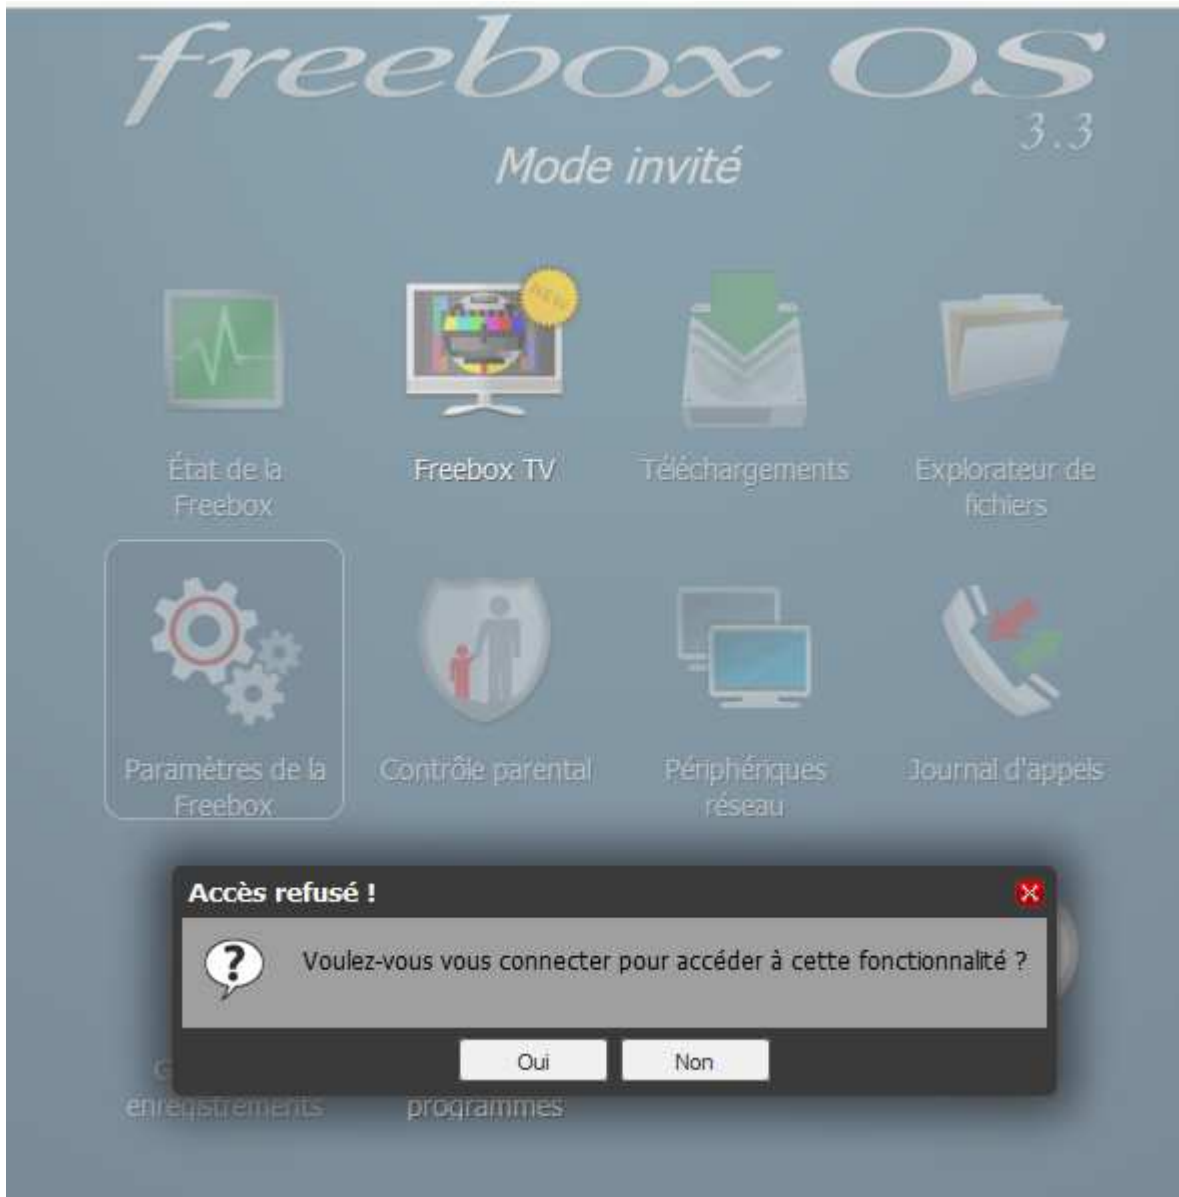 freebox OS
3.3
Mode invité
NEW
État de la
Freebox
Freebox TV
Téléchargements
Explorateur de
fichiers
Paramètres de la
Freebox
Contrôle parental
Périphériques
réseau
Journal d'appels
Accès refusé !
Voulez-vous vous connecter pour accéder à cette fonctionnalité ?
Oui
Non
enregistrements
programmes